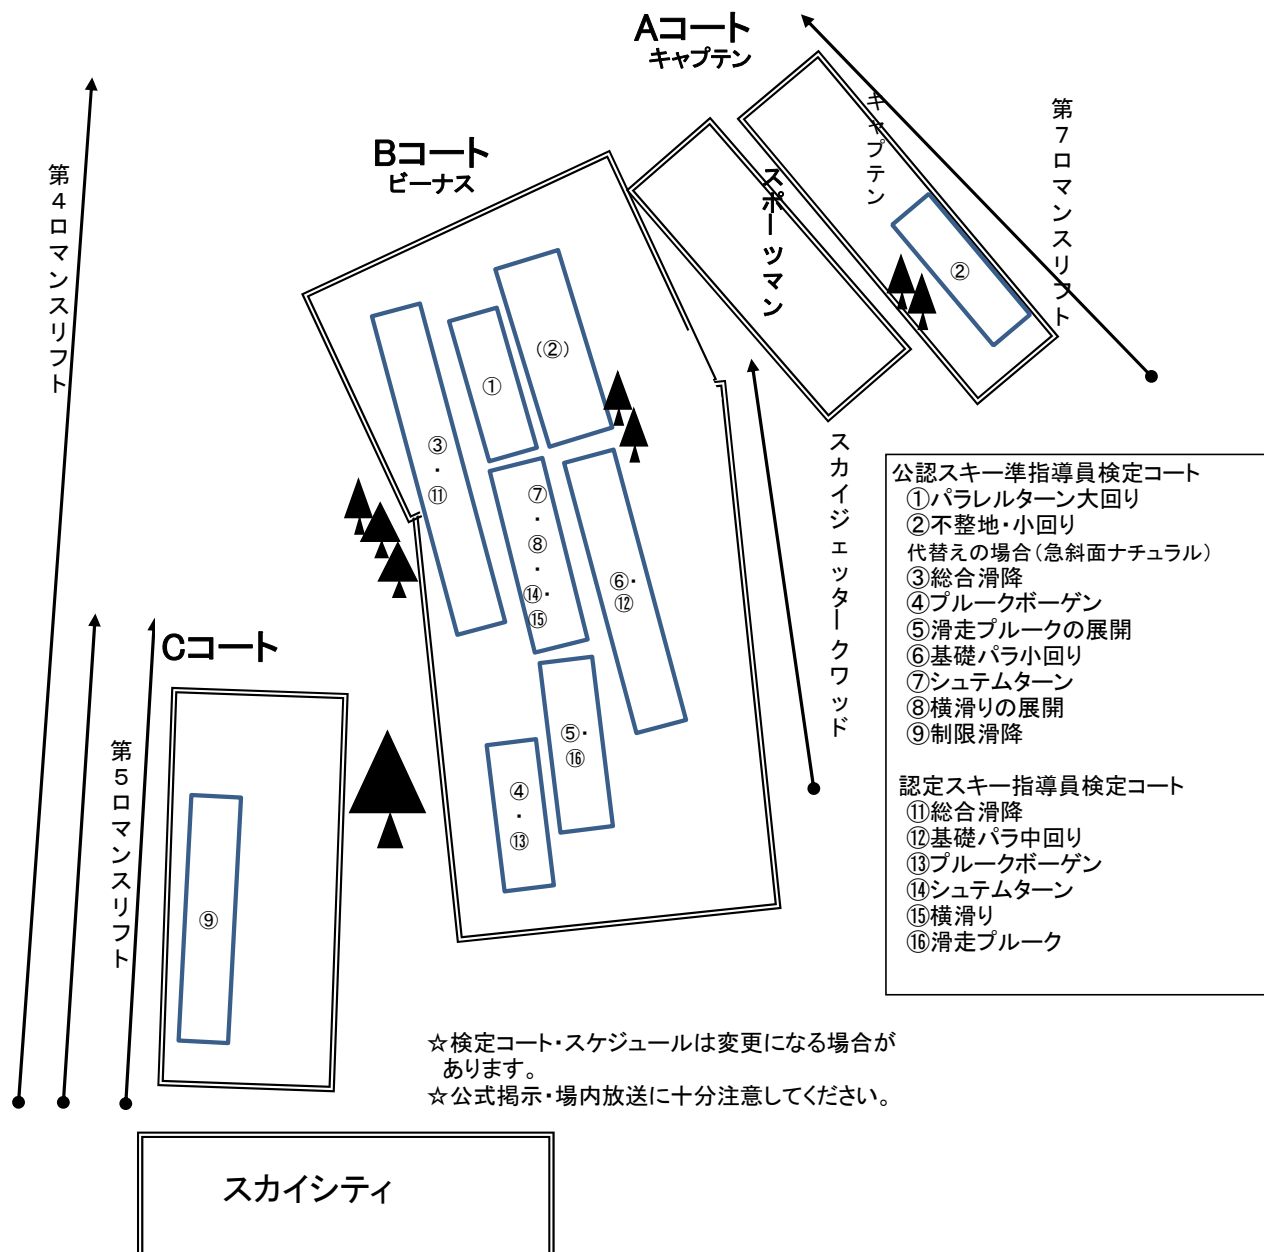 Aコート
キャプテン
キャプテン
第7ロマンスリフト
スポーツマン
②
Bコート
ビーナス
第4ロマンスリフト
(②)
①
③
・
⑪
⑦
・
⑧
・
⑭・
⑮
⑥・
⑫
⑤・
⑯
④
・
⑬
スカイジェッタークワッド
Cコート
第5ロマンスリフト
⑨
公認スキー準指導員検定コート
①パラレルターン大回り
②不整地・小回り
代替えの場合(急斜面ナチュラル)
③総合滑降
④プルークボーゲン
⑤滑走プルークの展開
⑥基礎パラ小回り
⑦シュテムターン
⑧横滑りの展開
⑨制限滑降
認定スキー指導員検定コート
⑪総合滑降
⑫基礎パラ中回り
⑬プルークボーゲン
⑭シュテムターン
⑮横滑り
⑯滑走プルーク
☆検定コート・スケジュールは変更になる場合が
あります。
☆公式掲示・場内放送に十分注意してください。
スカイシティ